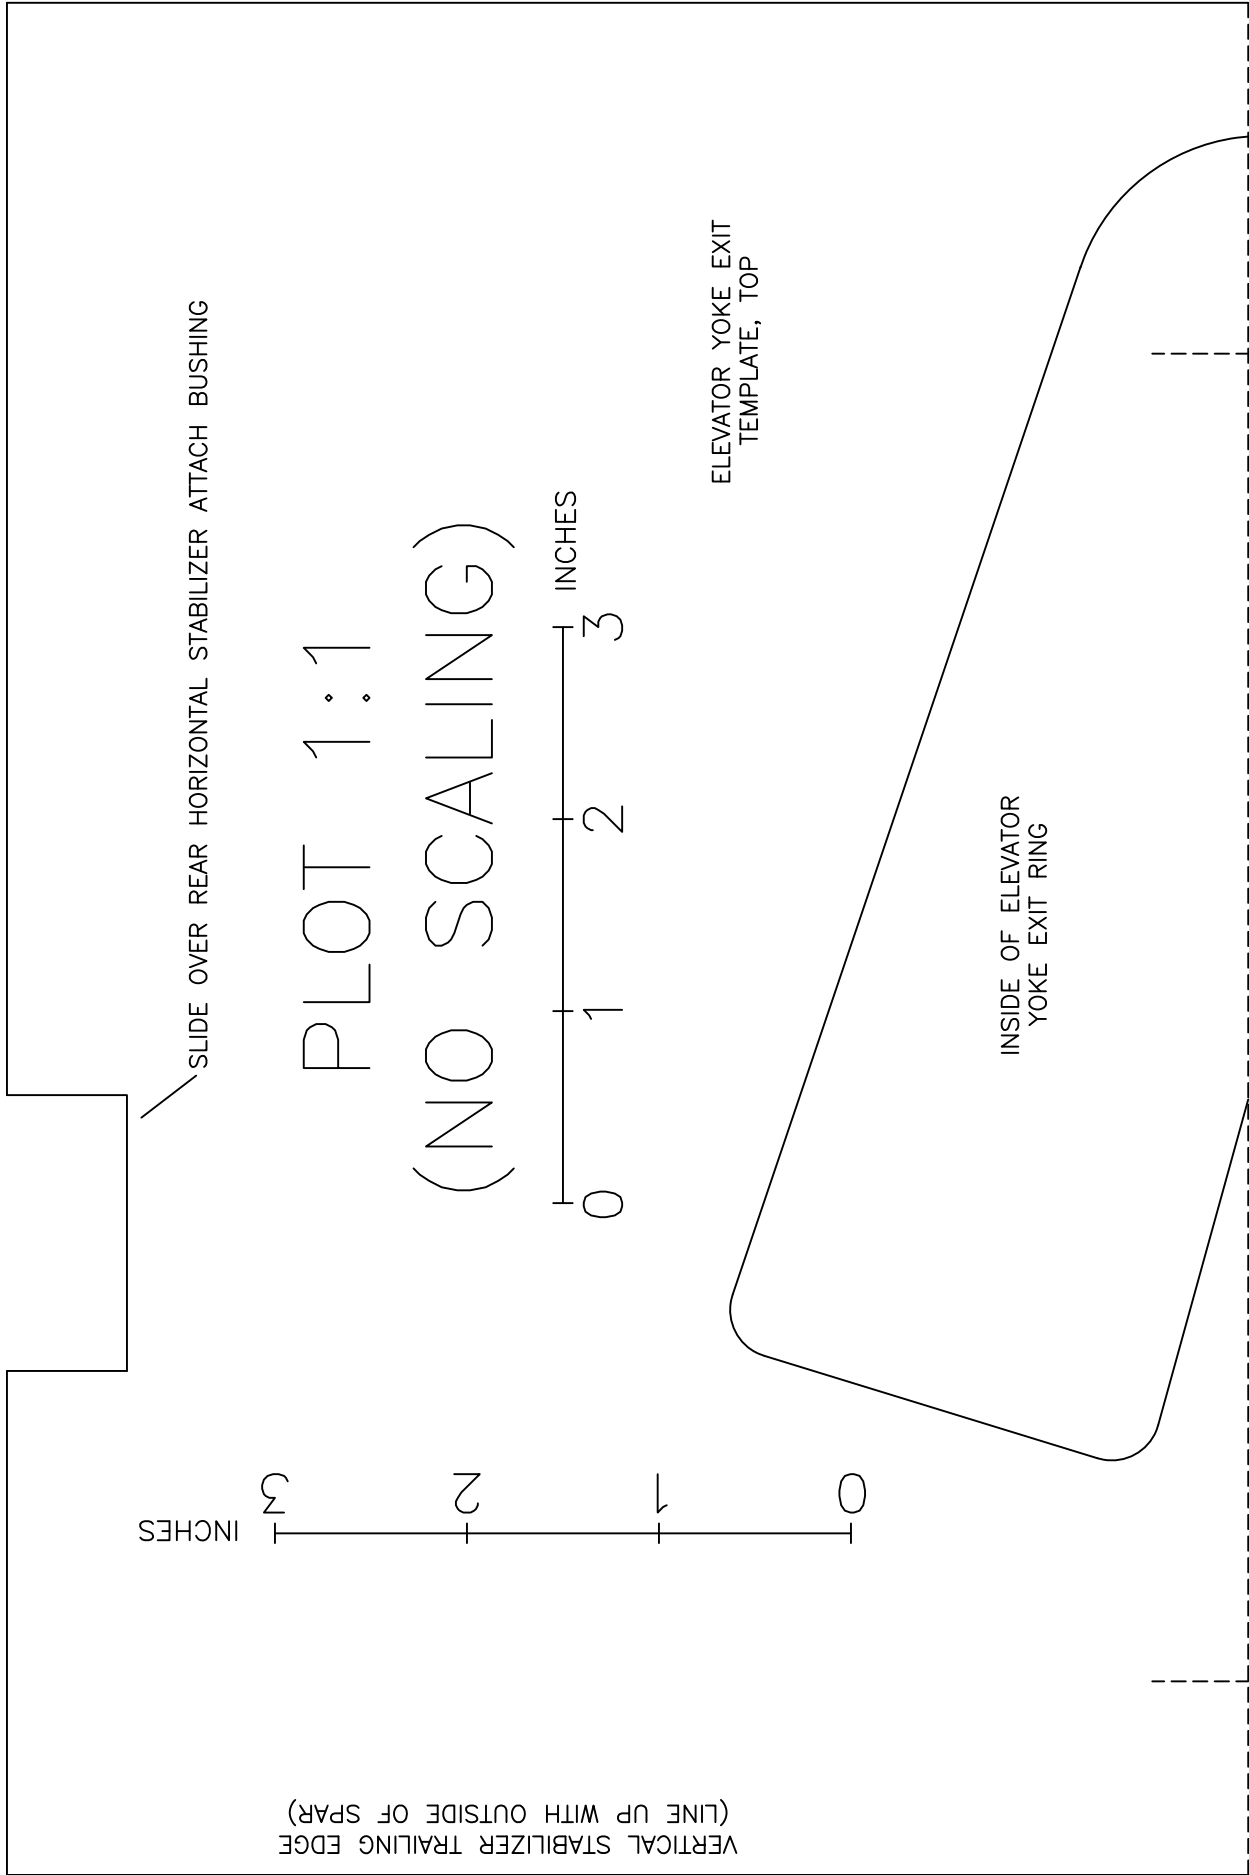 SLIDE OVER REAR HORIZONTAL STABILIZER ATTACH BUSHING
PLOT 1:1
(NO SCALING)
INCHES
0 1 2 3
ELEVATOR YOKE EXIT
TEMPLATE, TOP
INSIDE OF ELEVATOR
YOKE EXIT RING
INCHES
3 2 1 0
VERTICAL STABILIZER TRAILING EDGE
(LINE UP WITH OUTSIDE OF SPAR)